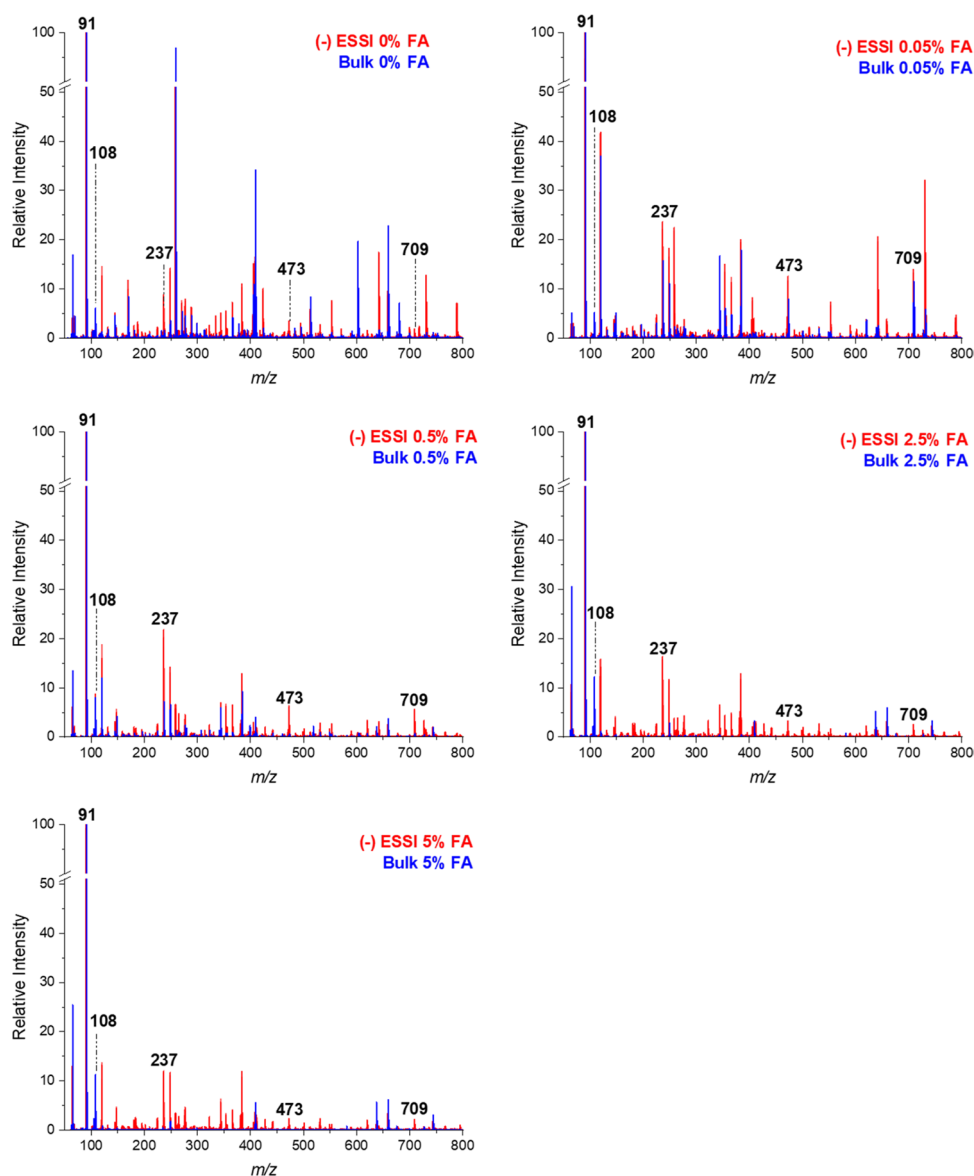 91
100
(-) ESSI 0% FA
Bulk 0% FA
50
40
108
30
20
237
473
709
10
0
100 200 300 400 500 600 700 800
m/z
Relative Intensity
91
100
(-) ESSI 0.05% FA
Bulk 0.05% FA
50
108
40
30
237
20
473
709
10
0
100 200 300 400 500 600 700 800
m/z
Relative Intensity
91
100
(-) ESSI 0.5% FA
Bulk 0.5% FA
50
40
30
108
237
20
10
473
709
0
100 200 300 400 500 600 700 800
m/z
Relative Intensity
91
100
(-) ESSI 2.5% FA
Bulk 2.5% FA
50
40
30
108
20
237
10
473
709
0
100 200 300 400 500 600 700 800
m/z
Relative Intensity
91
100
(-) ESSI 5% FA
Bulk 5% FA
50
40
30
108
20
237
10
473
709
0
100 200 300 400 500 600 700 800
m/z
Relative Intensity